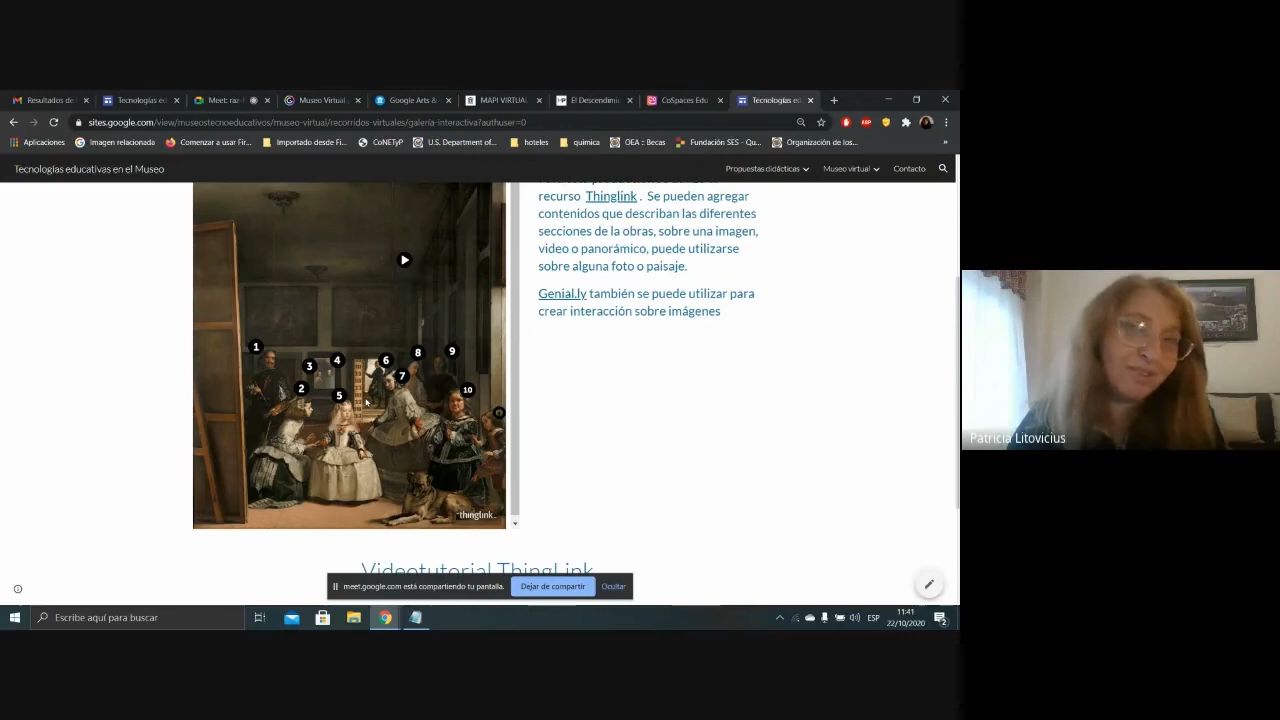 Resultados de
Tecnologías ed
Meet: raz-
Museo Virtual
Google Arts &
MAPI VIRTUAL
El Descendimie
CoSpaces Edu
Tecnologías ed
sites.google.com/view/museostecnoeducativos/museo-virtual/recorridos-virtuales/galería-interactiva?authuser=0
Aplicaciones
Imagen relacionada
Comenzar a usar Fir...
Importado desde Fi...
CoNETyP
U.S. Department of...
hoteles
quimica
OEA :: Becas
Fundación SES - Qu...
Organización de los...
»
Tecnologías educativas en el Museo
Propuestas didácticas
Museo virtual
Contacto
recurso Thinglink . Se pueden agregar
contenidos que describan las diferentes
secciones de la obras, sobre una imagen,
video o panorámico, puede utilizarse
sobre alguna foto o paisaje.
Genial.ly también se puede utilizar para
crear interacción sobre imágenes
1
2
3
4
5
6
7
8
9
10
thinglink..
Patricia Litovicius
Videotutorial ThingLink
meet.google.com está compartiendo tu pantalla.
Dejar de compartir
Ocultar
Escribe aquí para buscar
ESP
11:41
22/10/2020
2